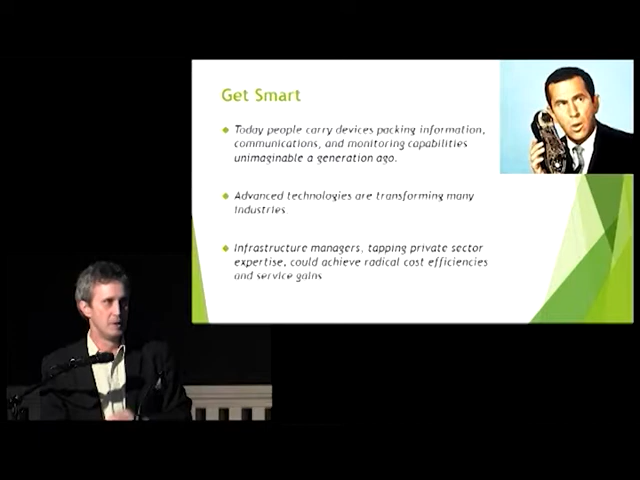 Get Smart
Today people carry devices packing information,
communications, and monitoring capabilities
unimaginable a generation ago.
Advanced technologies are transforming many
industries
Infrastructure managers, tapping private sector
expertise, could achieve radical cost efficiencies
and service gains